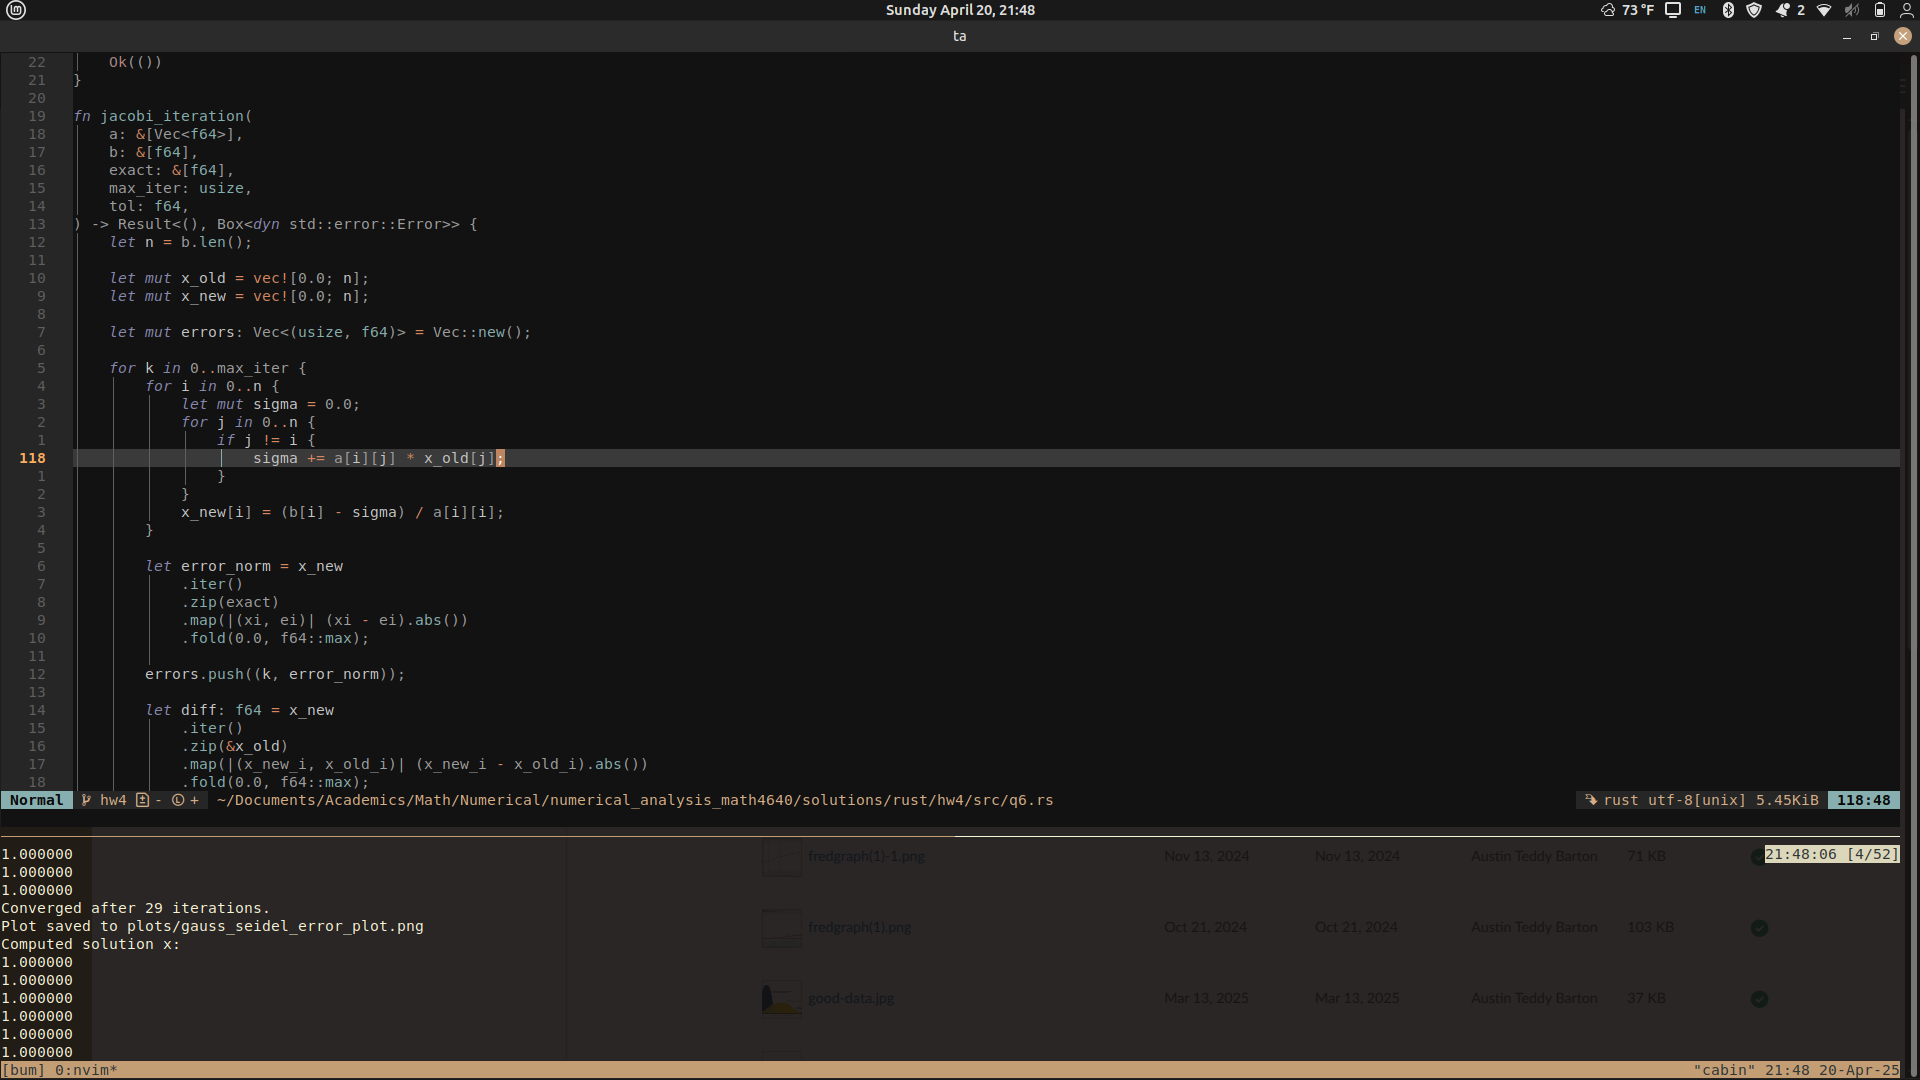 Sunday April 20, 21:48
73 °F
EN
2
ta
22 Ok(())
21 }
20
19 fn jacobi_iteration(
18 a: &[Vec<f64>],
17 b: &[f64],
16 exact: &[f64],
15 max_iter: usize,
14 tol: f64,
13 ) -> Result<(), Box<dyn std::error::Error>> {
12 let n = b.len();
11
10 let mut x_old = vec![0.0; n];
9 let mut x_new = vec![0.0; n];
8
7 let mut errors: Vec<(usize, f64)> = Vec::new();
6
5 for k in 0..max_iter {
4 for i in 0..n {
3 let mut sigma = 0.0;
2 for j in 0..n {
1 if j != i {
118 sigma += a[i][j] * x_old[j];
1 }
2 }
3 x_new[i] = (b[i] - sigma) / a[i][i];
4 }
5
6 let error_norm = x_new
7 .iter()
8 .zip(exact)
9 .map(|(xi, ei)| (xi - ei).abs())
10 .fold(0.0, f64::max);
11
12 errors.push((k, error_norm));
13
14 let diff: f64 = x_new
15 .iter()
16 .zip(&x_old)
17 .map(|(x_new_i, x_old_i)| (x_new_i - x_old_i).abs())
18 .fold(0.0, f64::max);
Normal hw4 - + ~/Documents/Academics/Math/Numerical/numerical_analysis_math4640/solutions/rust/hw4/src/q6.rs rust utf-8[unix] 5.45KiB 118:48
1.000000
1.000000
1.000000
Converged after 29 iterations.
Plot saved to plots/gauss_seidel_error_plot.png
Computed solution x:
1.000000
1.000000
1.000000
1.000000
1.000000
1.000000
21:48:06 [4/52]
fredgraph(1)-1.png Nov 13, 2024 Nov 13, 2024 Austin Teddy Barton 71 KB
fredgraph(1).png Oct 21, 2024 Oct 21, 2024 Austin Teddy Barton 103 KB
good-data.jpg Mar 13, 2025 Mar 13, 2025 Austin Teddy Barton 37 KB
[bum] 0:nvim* "cabin" 21:48 20-Apr-25